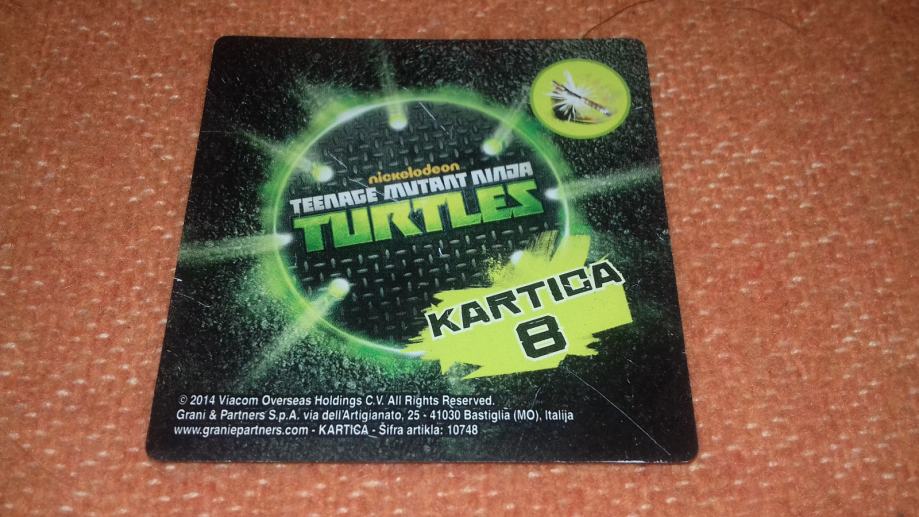 nickelodeon
TEENAGE MUTANT NINJA
TURTLES
KARTICA
8
© 2014 Viacom Overseas Holdings C.V. All Rights Reserved.
Grani & Partners S.p.A. via dell'Artigianato, 25 - 41030 Bastiglia (MO), Italija
www.graniepartners.com - KARTICA - Šifra artikla: 10748